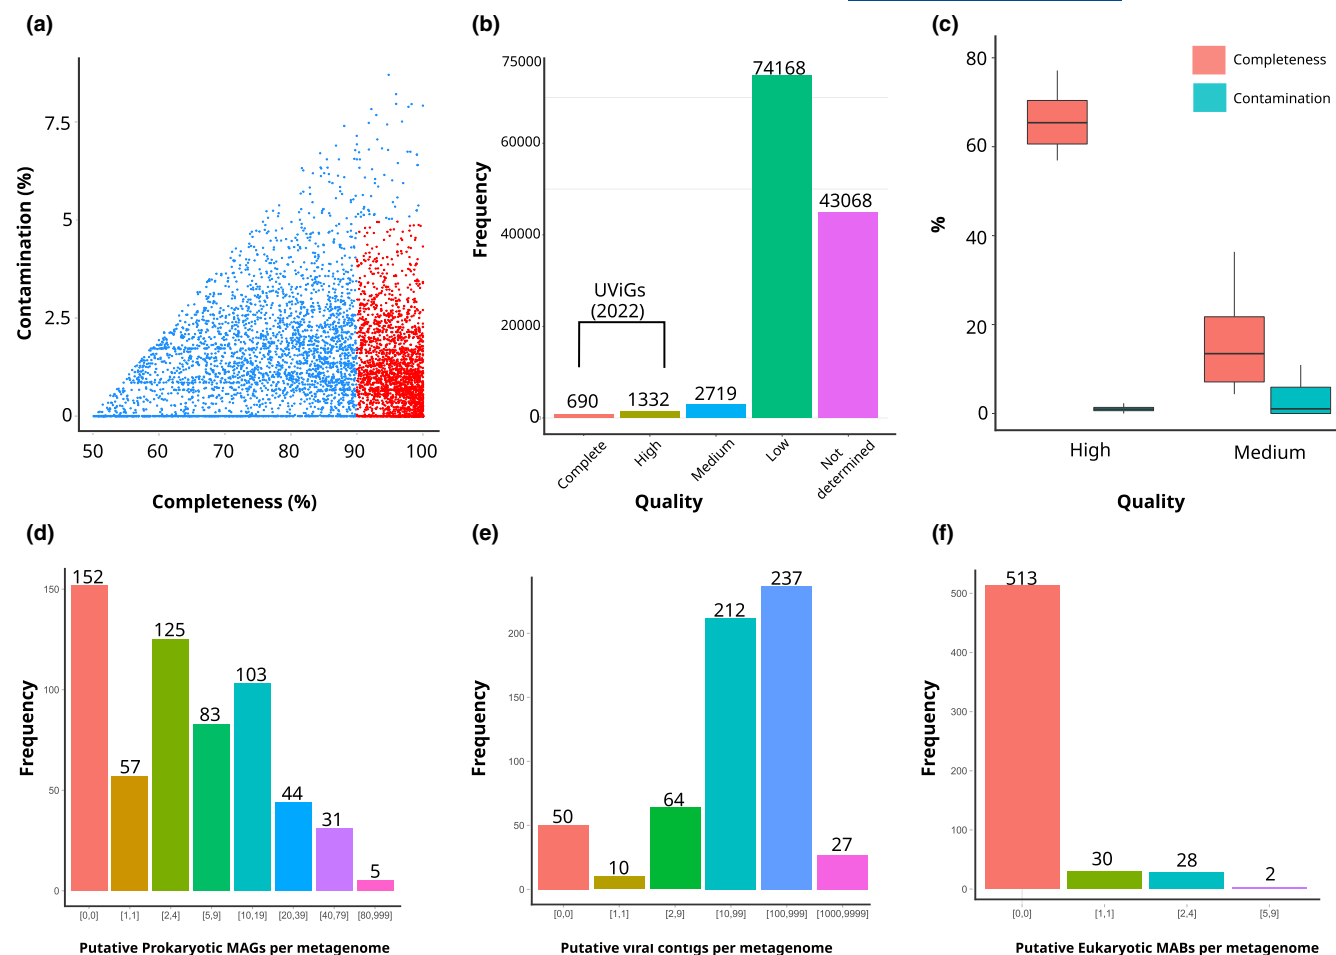 (a)
7.5
5
2.5
0
Contamination (%)
50 60 70 80 90 100
Completeness (%)
(b)
75000
60000
40000
20000
0
Frequency
UViGs
(2022)
690 1332 2719 74168 43068
Complete High Medium Low Not
determined
Quality
(c)
80
60
40
20
0
%
Completeness
Contamination
High Medium
Quality
(d)
150
100
50
0
Frequency
152 57 125 83 103 44 31 5
[0,0] [1,1] [2,4] [5,9] [10,19] [20,39] [40,79] [80,999]
Putative Prokaryotic MAGs per metagenome
(e)
200
150
100
50
0
Frequency
50 10 64 212 237 27
[0,0] [1,1] [2,9] [10,99] [100,999] [1000,9999]
Putative viral contigs per metagenome
(f)
500
400
300
200
100
0
Frequency
513 30 28 2
[0,0] [1,1] [2,4] [5,9]
Putative Eukaryotic MABs per metagenome